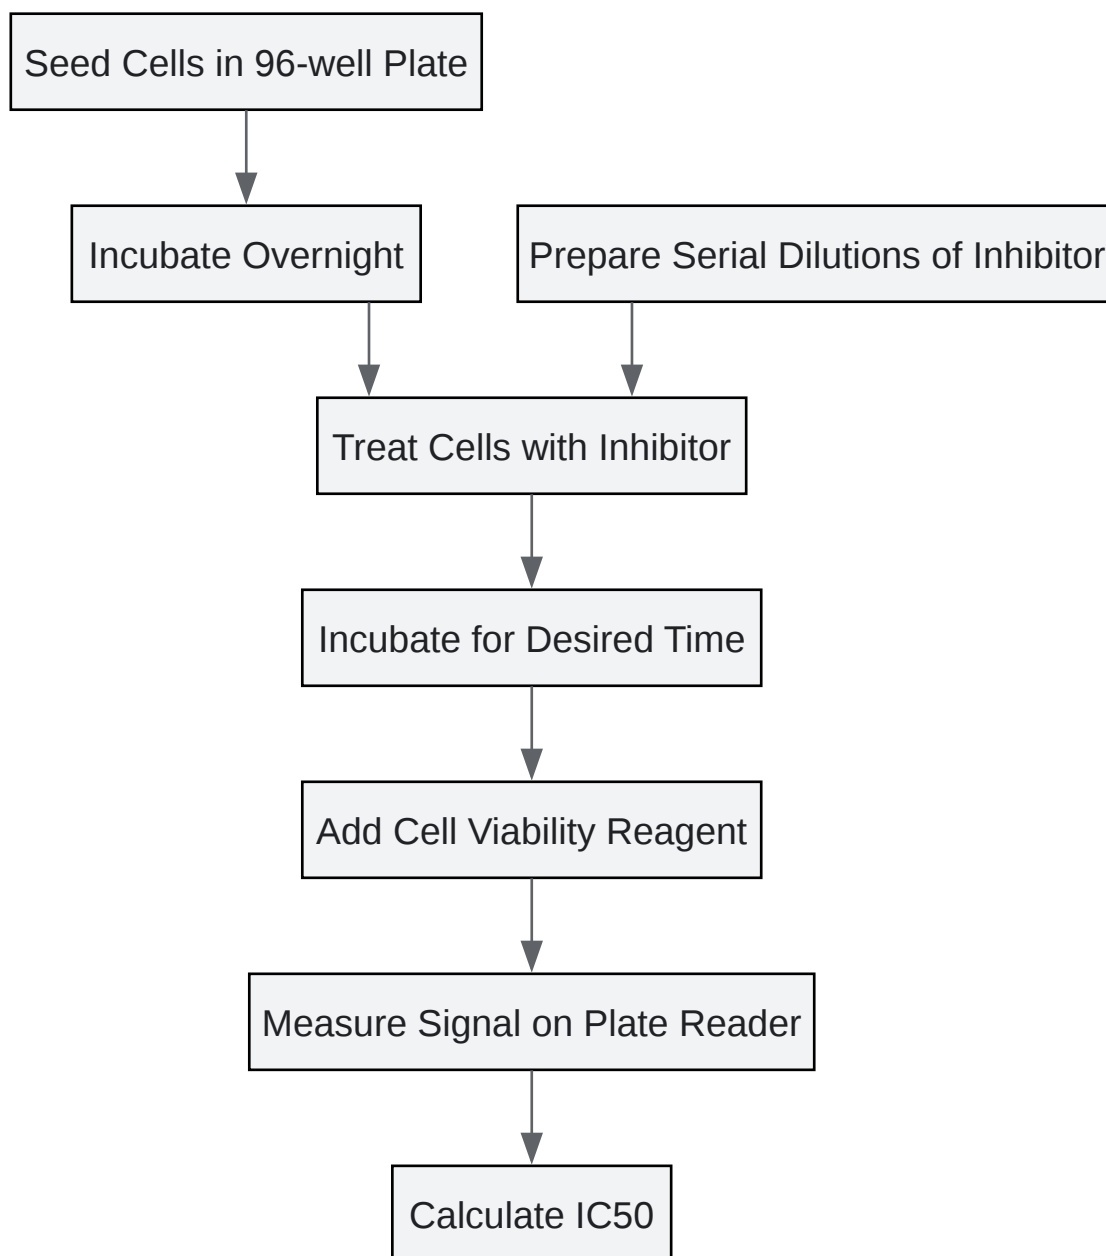 Seed Cells in 96-well Plate
Incubate Overnight
Prepare Serial Dilutions of Inhibitor
Treat Cells with Inhibitor
Incubate for Desired Time
Add Cell Viability Reagent
Measure Signal on Plate Reader
Calculate IC50